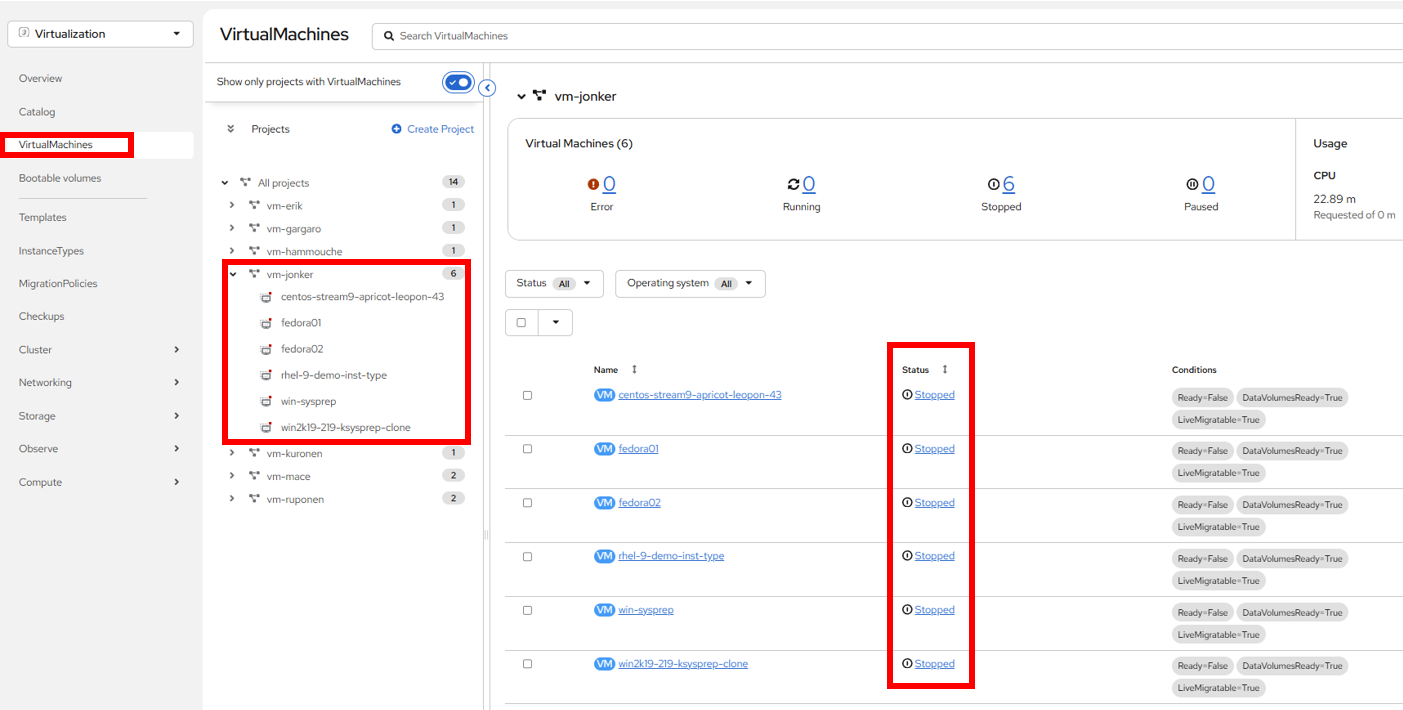 Virtualization
Overview
Catalog
VirtualMachines
Bootable volumes
Templates
InstanceTypes
MigrationPolicies
Checkups
Cluster
Networking
Storage
Observe
Compute
VirtualMachines
Search VirtualMachines
Show only projects with VirtualMachines
Projects Create Project
All projects 14
vm-erik 1
vm-gargaro 1
vm-hammouche 1
vm-jonker 6
centos-stream9-apricot-leopon-43
fedora01
fedora02
rhel-9-demo-inst-type
win-sysprep
win2k19-219-ksysprep-clone
vm-kuronen 1
vm-mace 2
vm-ruponen 2
vm-jonker
Virtual Machines (6)
0 0 6 0
Error Running Stopped Paused
Usage
CPU
22.89 m
Requested of 0 m
Status All Operating system All
Name Status Conditions
VM centos-stream9-apricot-leopon-43 Stopped Ready=False DataVolumesReady=True
LiveMigratable=True
VM fedora01 Stopped Ready=False DataVolumesReady=True
LiveMigratable=True
VM fedora02 Stopped Ready=False DataVolumesReady=True
LiveMigratable=True
VM rhel-9-demo-inst-type Stopped Ready=False DataVolumesReady=True
LiveMigratable=True
VM win-sysprep Stopped Ready=False DataVolumesReady=True
LiveMigratable=True
VM win2k19-219-ksysprep-clone Stopped Ready=False DataVolumesReady=True
LiveMigratable=True